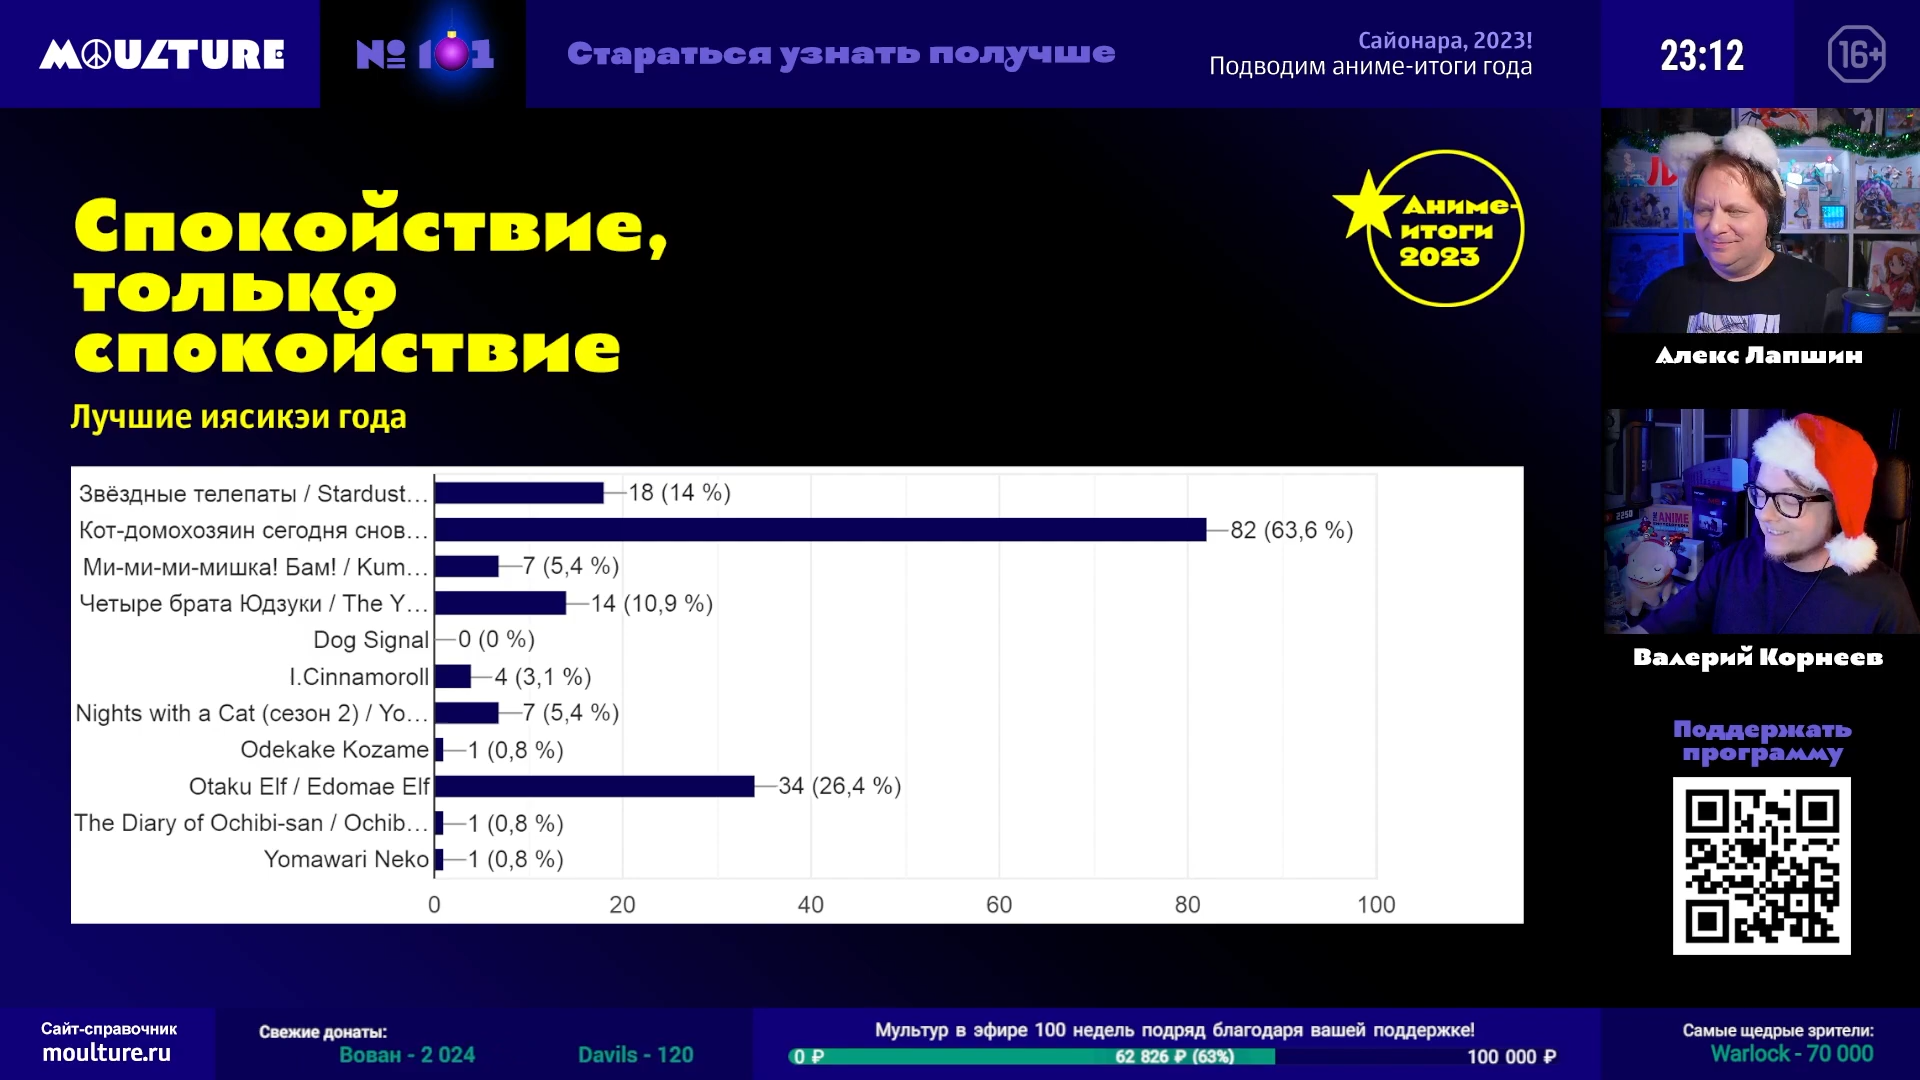 MOULTURE
№ 101
Стараться узнать получше
Сайонара, 2023!
Подводим аниме-итоги года
23:12
16+
Спокойствие,
только
спокойствие
Аниме-
итоги
2023
Лучшие иясикэи года
Звёздные телепаты / Stardust… 18 (14 %)
Кот-домохозяин сегодня снов… 82 (63,6 %)
Ми-ми-ми-мишка! Бам! / Kum… 7 (5,4 %)
Четыре брата Юдзуки / The Y… 14 (10,9 %)
Dog Signal 0 (0 %)
I.Cinnamoroll 4 (3,1 %)
Nights with a Cat (сезон 2) / Yo… 7 (5,4 %)
Odekake Kozame 1 (0,8 %)
Otaku Elf / Edomae Elf 34 (26,4 %)
The Diary of Ochibi-san / Ochib… 1 (0,8 %)
Yomawari Neko 1 (0,8 %)
0 20 40 60 80 100
Алекс Лапшин
2250
ANIME
Валерий Корнеев
Поддержать
программу
Сайт-справочник
moulture.ru
Свежие донаты:
Вован - 2 024
Davils - 120
Мультур в эфире 100 недель подряд благодаря вашей поддержке!
0 ₽ 62 826 ₽ (63%) 100 000 ₽
Самые щедрые зрители:
Warlock - 70 000